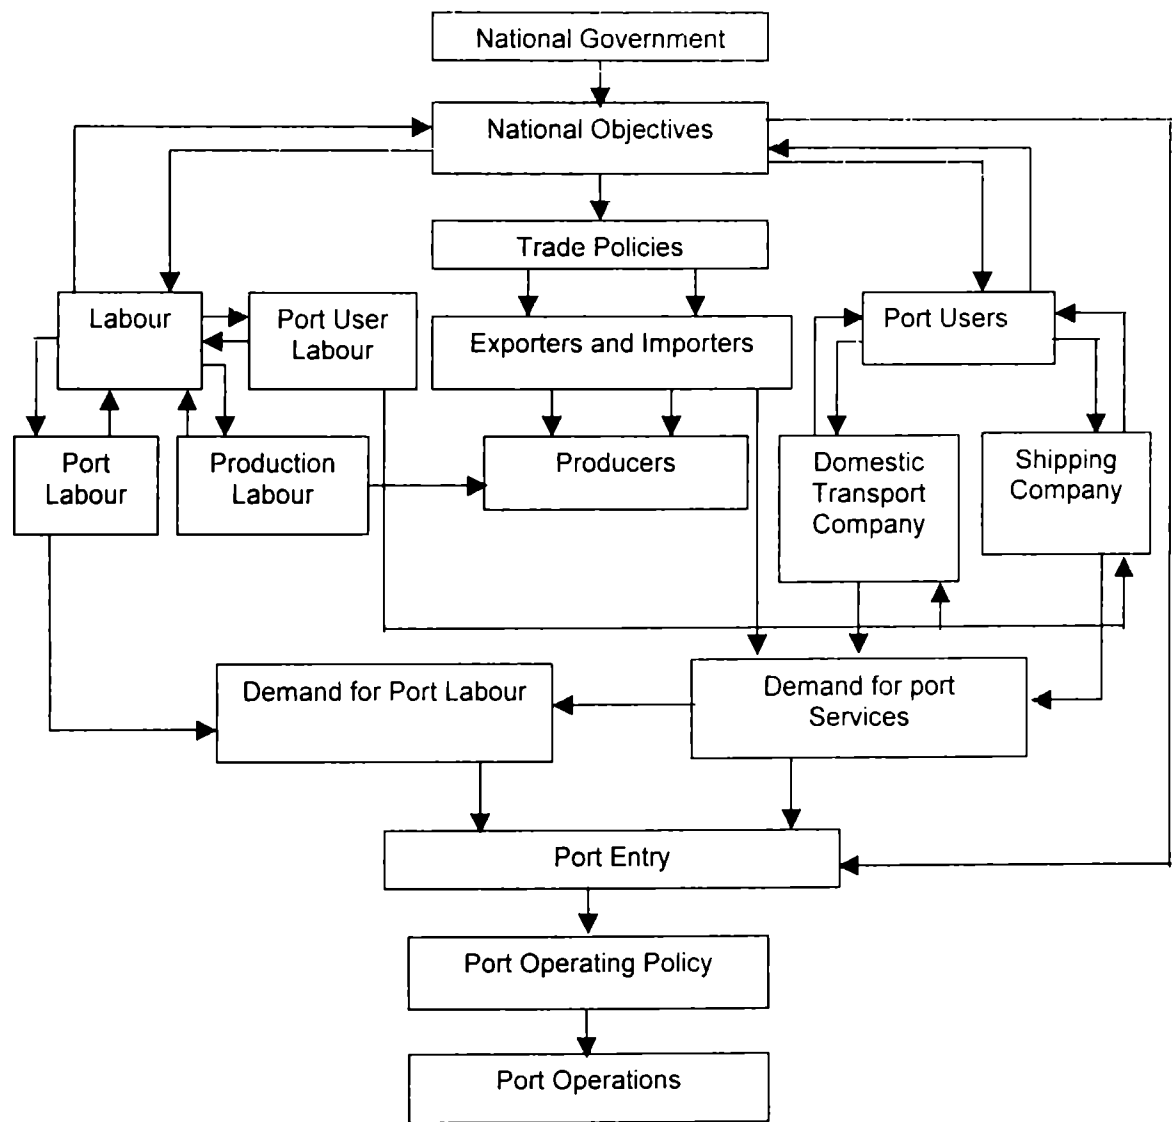 National Government
National Objectives
Trade Policies
Labour
Port User
Labour
Exporters and Importers
Port Users
Port
Labour
Production
Labour
Producers
Domestic
Transport
Company
Shipping
Company
Demand for Port Labour
Demand for port
Services
Port Entry
Port Operating Policy
Port Operations